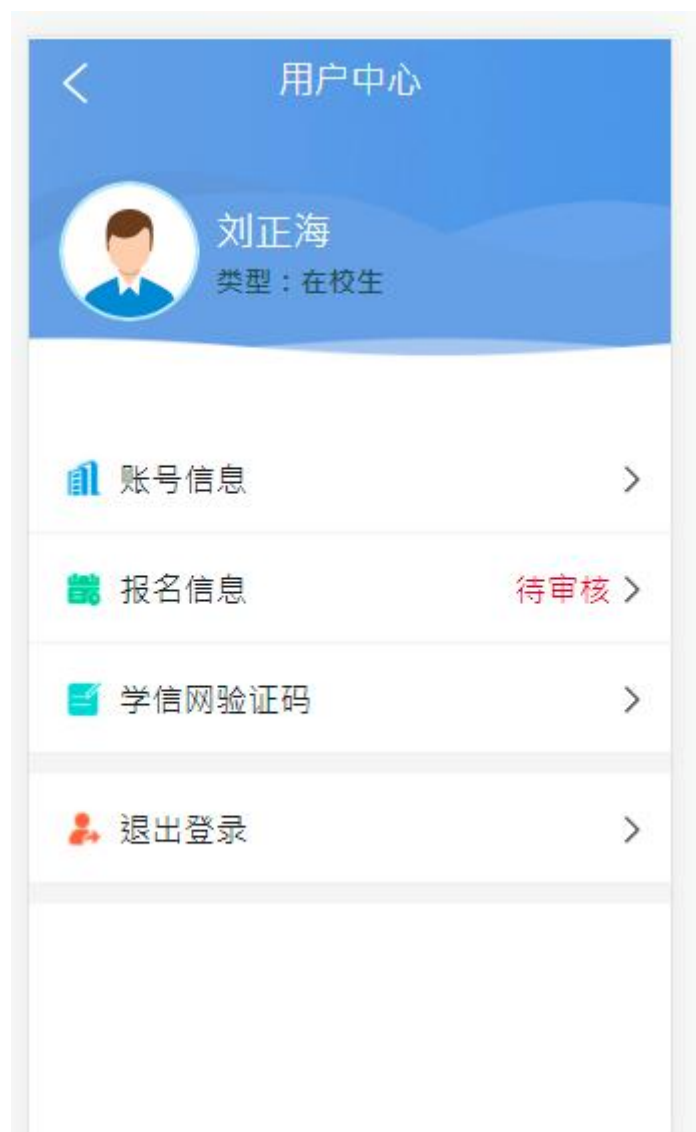 用户中心
刘正海
类型：在校生
账号信息
报名信息 待审核
学信网验证码
退出登录